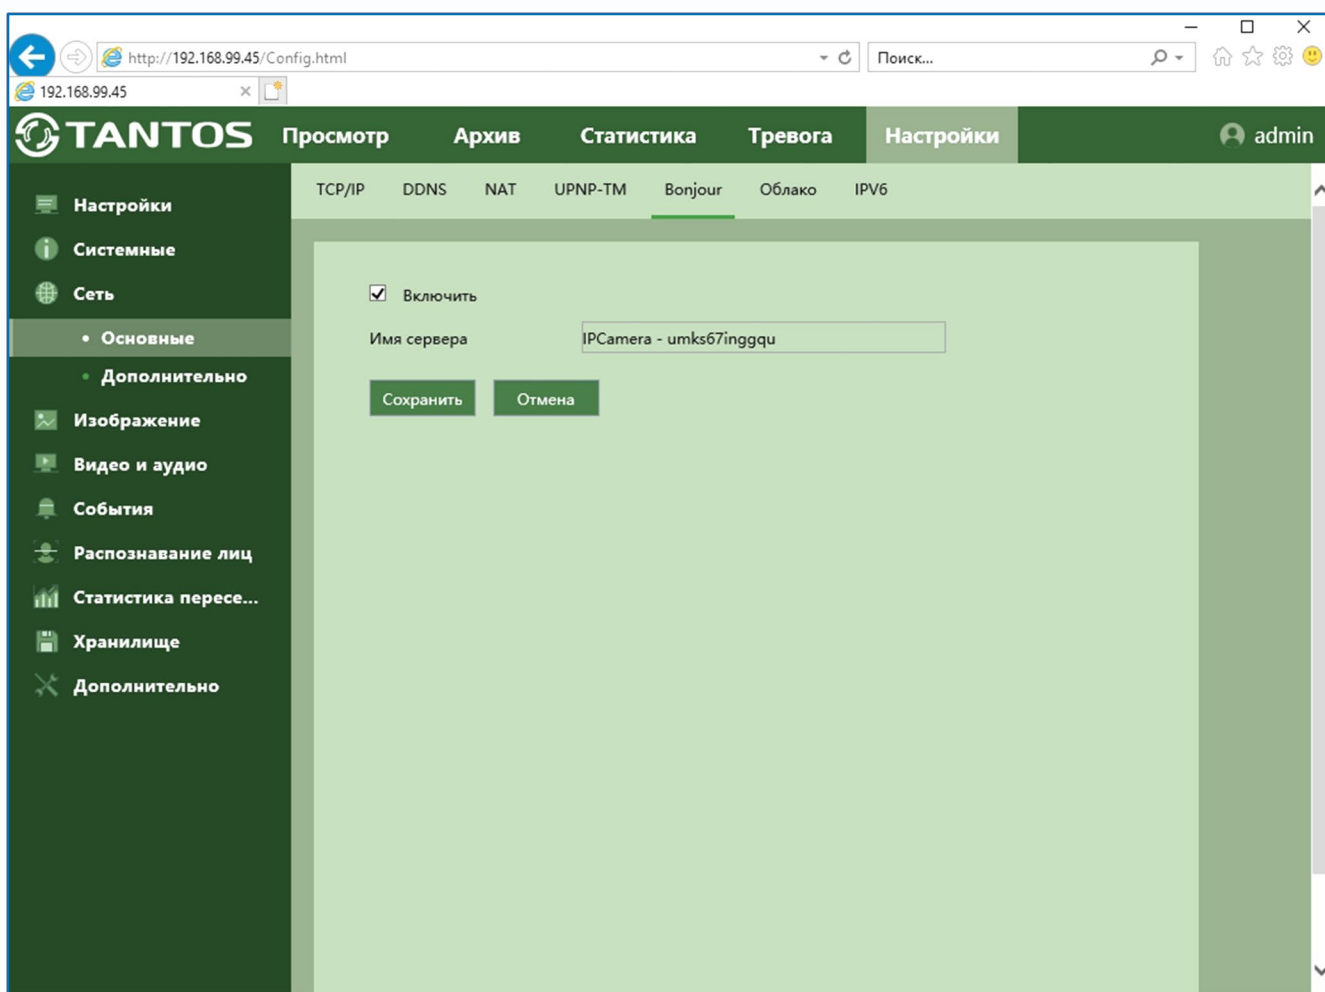 http://192.168.99.45/Config.html
Поиск...
192.168.99.45
TANTOS Просмотр Архив Статистика Тревога Настройки admin
TCP/IP DDNS NAT UPNP-TM Bonjour Облако IPV6
Настройки
Системные
Сеть
Основные
Дополнительно
Изображение
Видео и аудио
События
Распознавание лиц
Статистика пересе...
Хранилище
Дополнительно
Включить
Имя сервера IPCamera - umks67inggqu
Сохранить Отмена